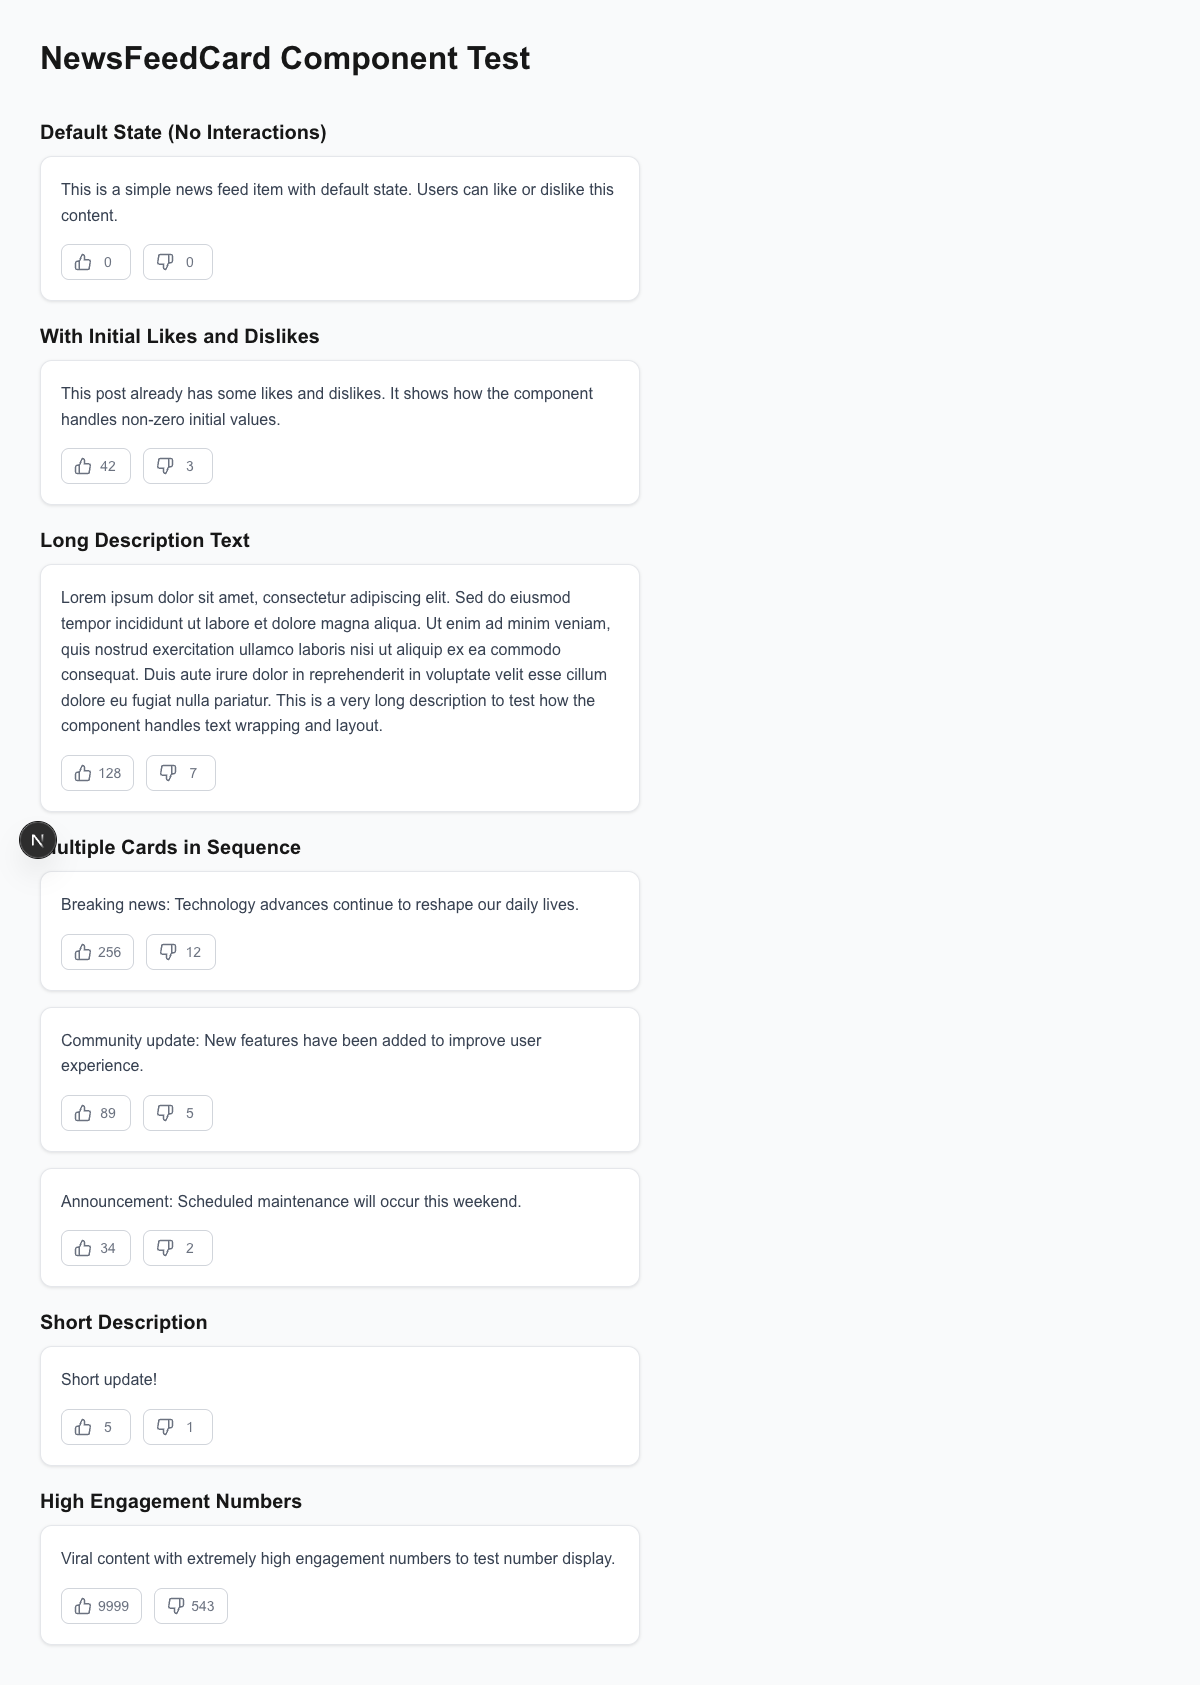 NewsFeedCard Component Test
Default State (No Interactions)
This is a simple news feed item with default state. Users can like or dislike this
content.
0 0
With Initial Likes and Dislikes
This post already has some likes and dislikes. It shows how the component
handles non-zero initial values.
42 3
Long Description Text
Lorem ipsum dolor sit amet, consectetur adipiscing elit. Sed do eiusmod
tempor incididunt ut labore et dolore magna aliqua. Ut enim ad minim veniam,
quis nostrud exercitation ullamco laboris nisi ut aliquip ex ea commodo
consequat. Duis aute irure dolor in reprehenderit in voluptate velit esse cillum
dolore eu fugiat nulla pariatur. This is a very long description to test how the
component handles text wrapping and layout.
128 7
N
ultiple Cards in Sequence
Breaking news: Technology advances continue to reshape our daily lives.
256 12
Community update: New features have been added to improve user
experience.
89 5
Announcement: Scheduled maintenance will occur this weekend.
34 2
Short Description
Short update!
5 1
High Engagement Numbers
Viral content with extremely high engagement numbers to test number display.
9999 543